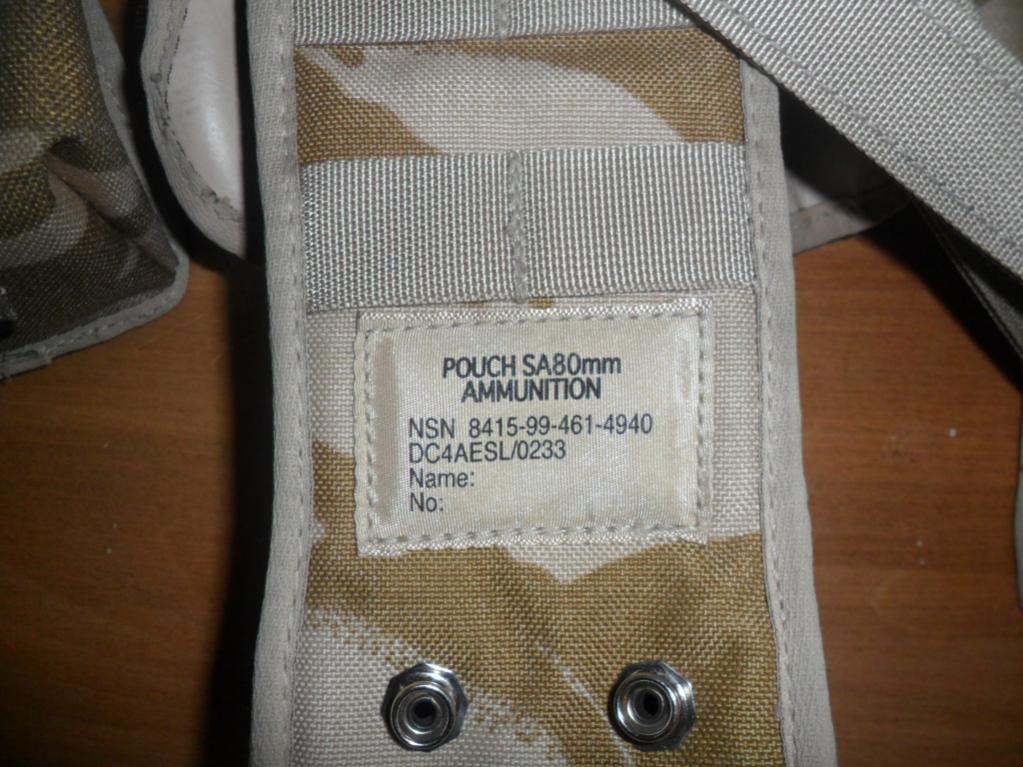 POUCH SA80mm
AMMUNITION
NSN 8415-99-461-4940
DC4AESL/0233
Name:
No: